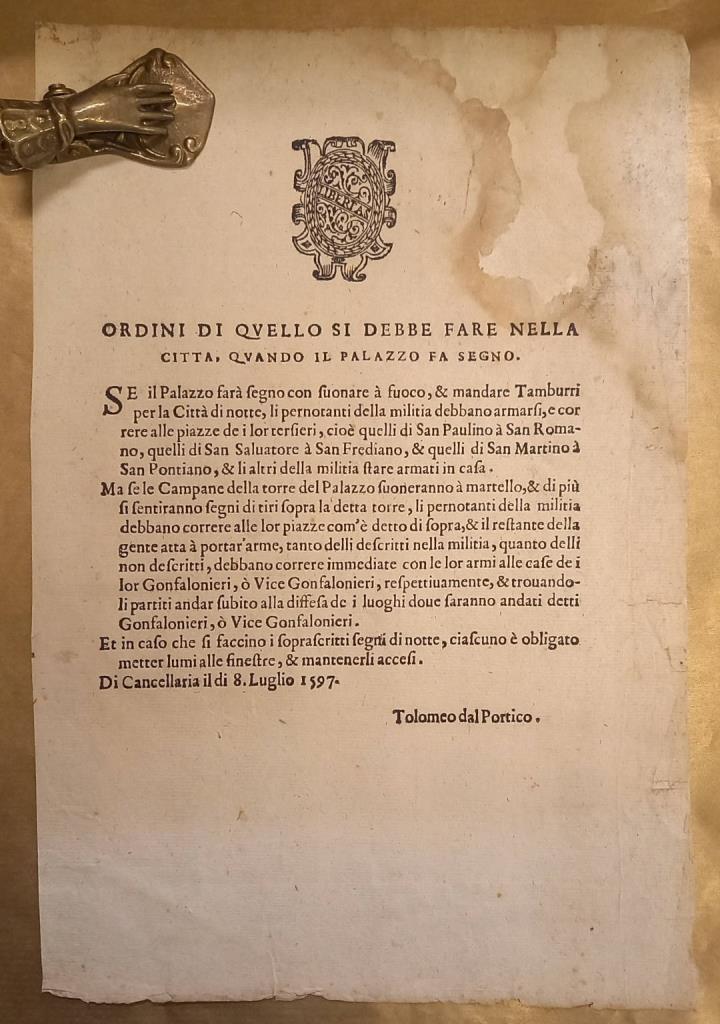 LIBERTAS
ORDINI DI QVELLO SI DEBBE FARE NELLA
CITTA, QVANDO IL PALAZZO FA SEGNO.
SE il Palazzo farà ſegno con ſuonare à fuoco, & mandare Tamburri
per la Città di notte, li pernotanti della militia debbano armarſi, e cor
rere alle piazze de i lor terſieri, cioè quelli di San Paulino à San Roma-
no, quelli di San Saluatore à San Frediano, & quelli di San Martino à
San Pontiano, & li altri della militia ſtare armati in caſa.
Ma ſe le Campane della torre del Palazzo ſuoneranno à martello, & di più
ſi ſentiranno ſegni di tiri ſopra la detta torre, li pernotanti della militia
debbano correre alle lor piazze com'è detto di ſopra, & il reſtante della
gente atta à portar'arme, tanto delli deſcritti nella militia, quanto delli
non deſcritti, debbano correre immediate con le lor armi alle caſe de i
lor Gonfalonieri, ò Vice Gonfalonieri, reſpettiuamente, & trouando-
li partiti andar ſubito alla diffeſa de i luoghi doue ſaranno andati detti
Gonfalonieri, ò Vice Gonfalonieri.
Et in caſo che ſi faccino i ſopraſcritti ſegni di notte, ciaſcuno è obligato
metter lumi alle fineſtre, & mantenerli acceſi.
Di Cancellaria il di 8. Luglio 1597.
Tolomeo dal Portico.